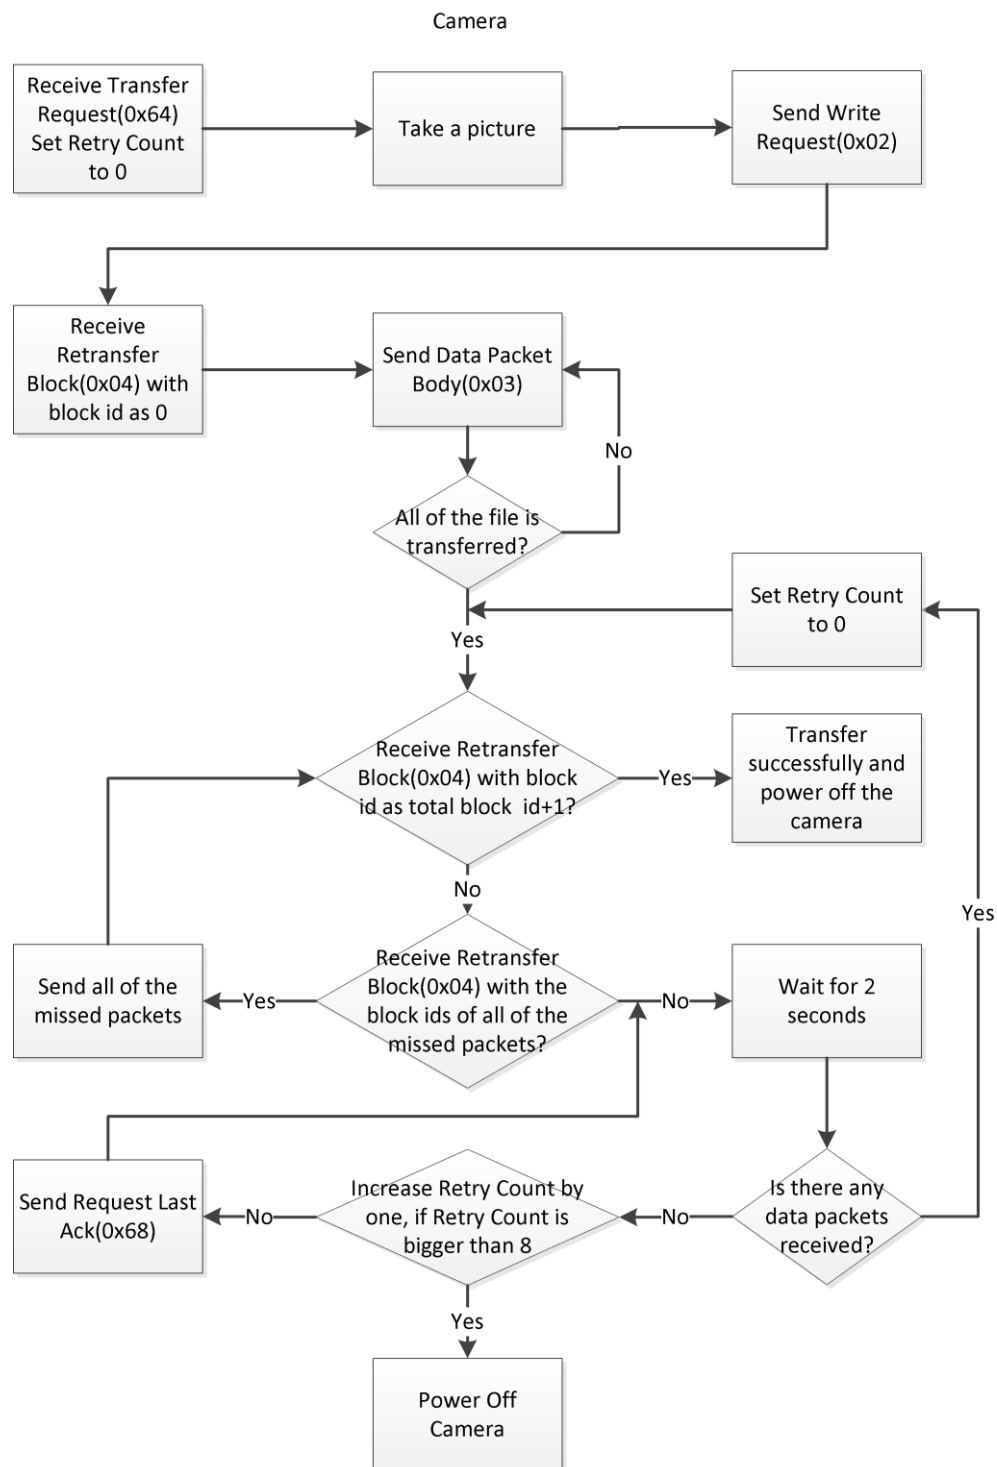 Camera
Receive Transfer
Request(0x64)
Set Retry Count
to 0
Take a picture
Send Write
Request(0x02)
Receive
Retransfer
Block(0x04) with
block id as 0
Send Data Packet
Body(0x03)
No
All of the file is
transferred?
Set Retry Count
to 0
Yes
Receive Retransfer
Block(0x04) with block
id as total block  id+1?
Yes
Transfer
successfully and
power off the
camera
No
Yes
Send all of the
missed packets
Yes
Receive Retransfer
Block(0x04) with the
block ids of all of the
missed packets?
No
Wait for 2
seconds
Send Request Last
Ack(0x68)
No
Increase Retry Count by
one, if Retry Count is
bigger than 8
No
Is there any
data packets
received?
Yes
Power Off
Camera